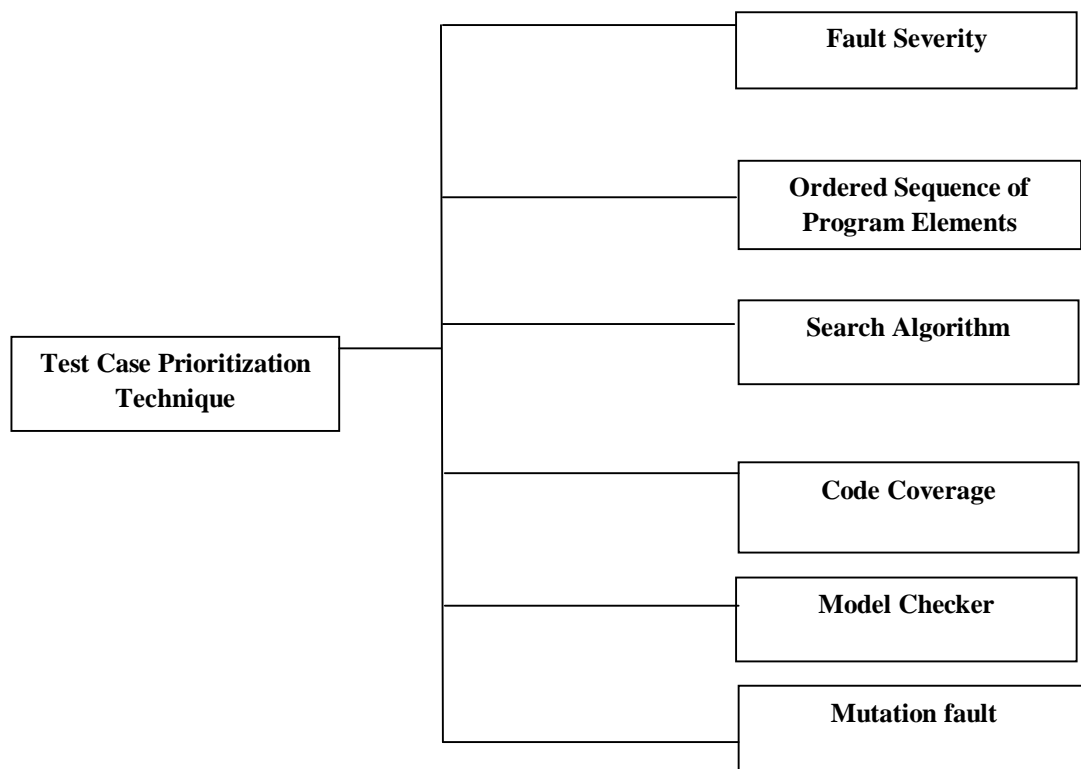 Fault Severity
Ordered Sequence of
Program Elements
Search Algorithm
Test Case Prioritization
Technique
Code Coverage
Model Checker
Mutation fault